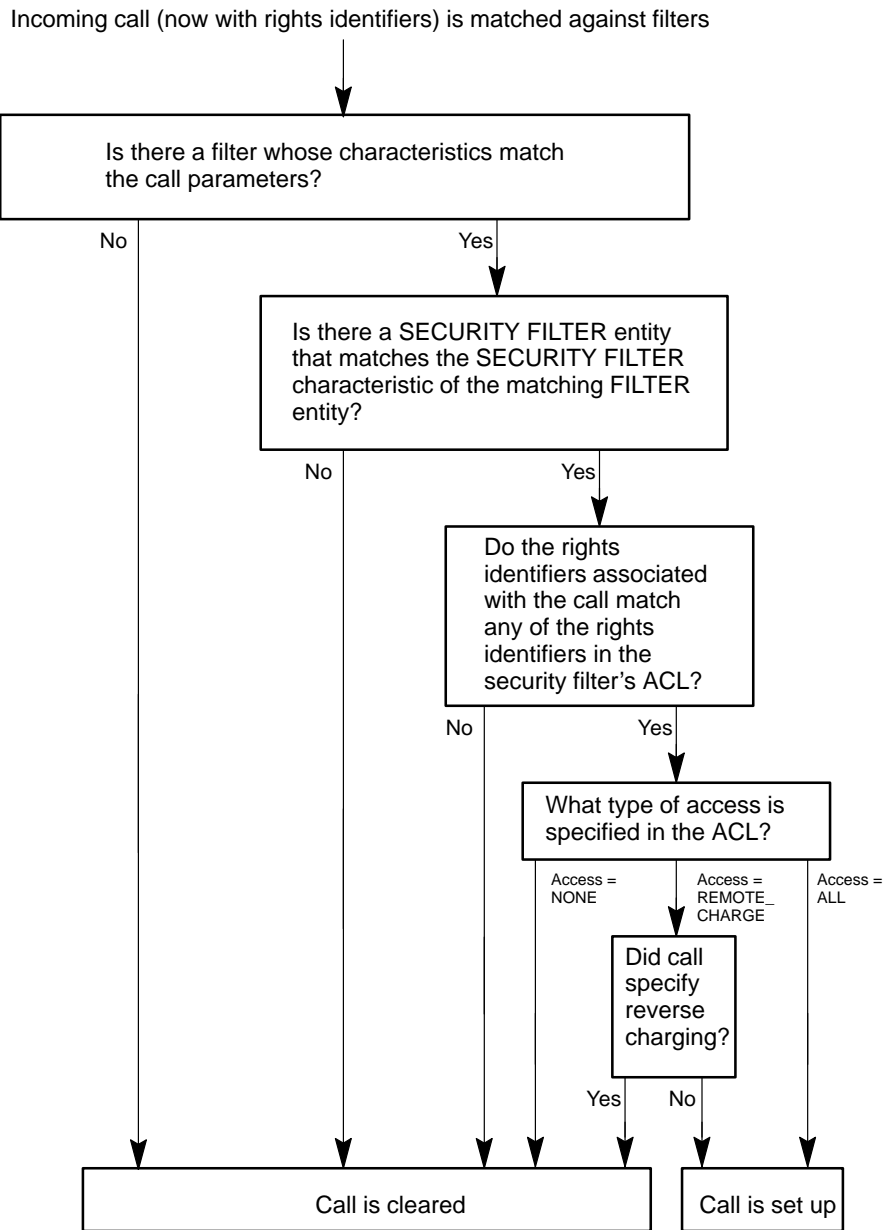 Incoming call (now with rights identifiers) is matched against filters
Is there a filter whose characteristics match
the call parameters?
No
Yes
Is there a SECURITY FILTER entity
that matches the SECURITY FILTER
characteristic of the matching FILTER
entity?
No
Yes
Do the rights
identifiers associated
with the call match
any of the rights
identifiers in the
security filter’s ACL?
No
Yes
What type of access is
specified in the ACL?
Access =
NONE
Access =
REMOTE_
CHARGE
Access =
ALL
Did call
specify
reverse
charging?
Yes
No
Call is cleared
Call is set up